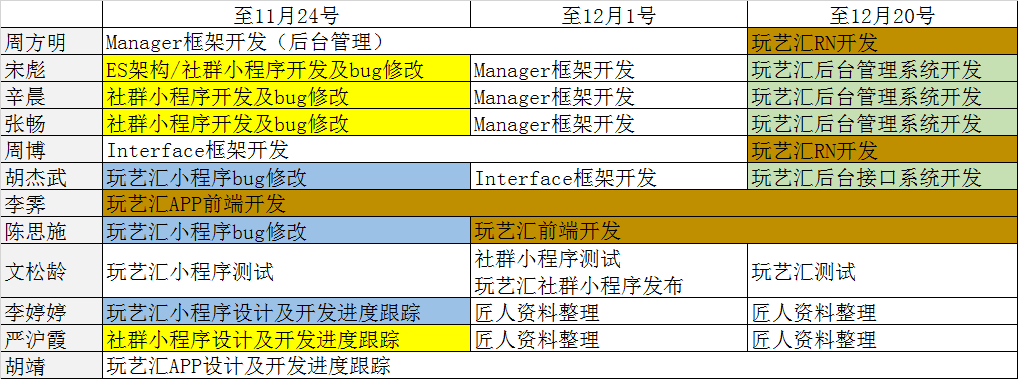 至11月24号 至12月1号 至12月20号
周方明 Manager框架开发（后台管理） 玩艺汇RN开发
宋彪 ES架构/社群小程序开发及bug修改 Manager框架开发 玩艺汇后台管理系统开发
辛晨 社群小程序开发及bug修改 Manager框架开发 玩艺汇后台管理系统开发
张畅 社群小程序开发及bug修改 Manager框架开发 玩艺汇后台管理系统开发
周博 Interface框架开发 玩艺汇RN开发
胡杰武 玩艺汇小程序bug修改 Interface框架开发 玩艺汇后台接口系统开发
李霁 玩艺汇APP前端开发
陈思施 玩艺汇小程序bug修改 玩艺汇前端开发
文松龄 玩艺汇小程序测试 社群小程序测试 玩艺汇测试
玩艺汇社群小程序发布
李婷婷 玩艺汇小程序设计及开发进度跟踪 匠人资料整理 匠人资料整理
严沪霞 社群小程序设计及开发进度跟踪 匠人资料整理 匠人资料整理
胡靖 玩艺汇APP设计及开发进度跟踪